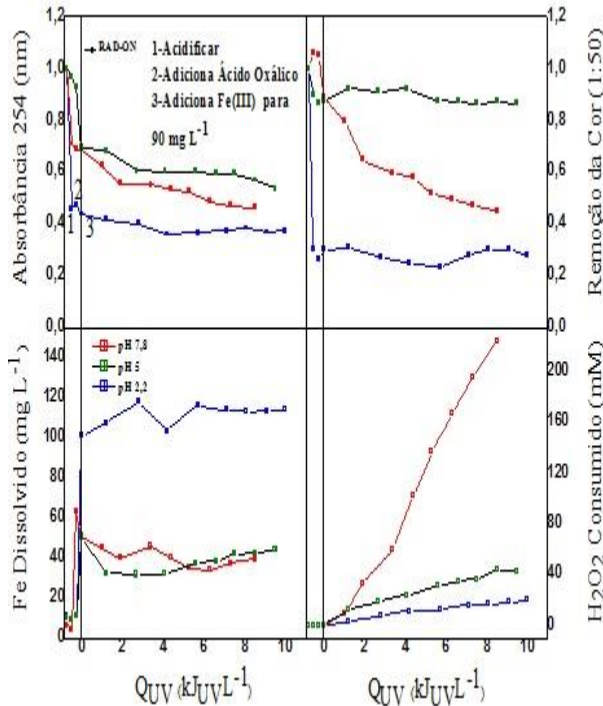 1,2
1,0
0,8
0,6
0,4
0,2
0,0
Absorbância 254 (nm)
RAD-ON
1-Acidificar
2-Adiciona Ácido Oxálico
3-Adiciona Fe(III) para
90 mg L⁻¹
1
2
3
1,2
1,0
0,8
0,6
0,4
0,2
0,0
Remoção da Cor (1:50)
140
120
100
80
60
40
20
0
Fe Dissolvido (mg L⁻¹)
pH 7,8
pH 5
pH 2,2
200
160
120
80
40
0
H₂O₂ Consumido (mM)
0 2 4 6 8 10
0 2 4 6 8 10
Q_UV (kJ_UV L⁻¹)
Q_UV (kJ_UV L⁻¹)